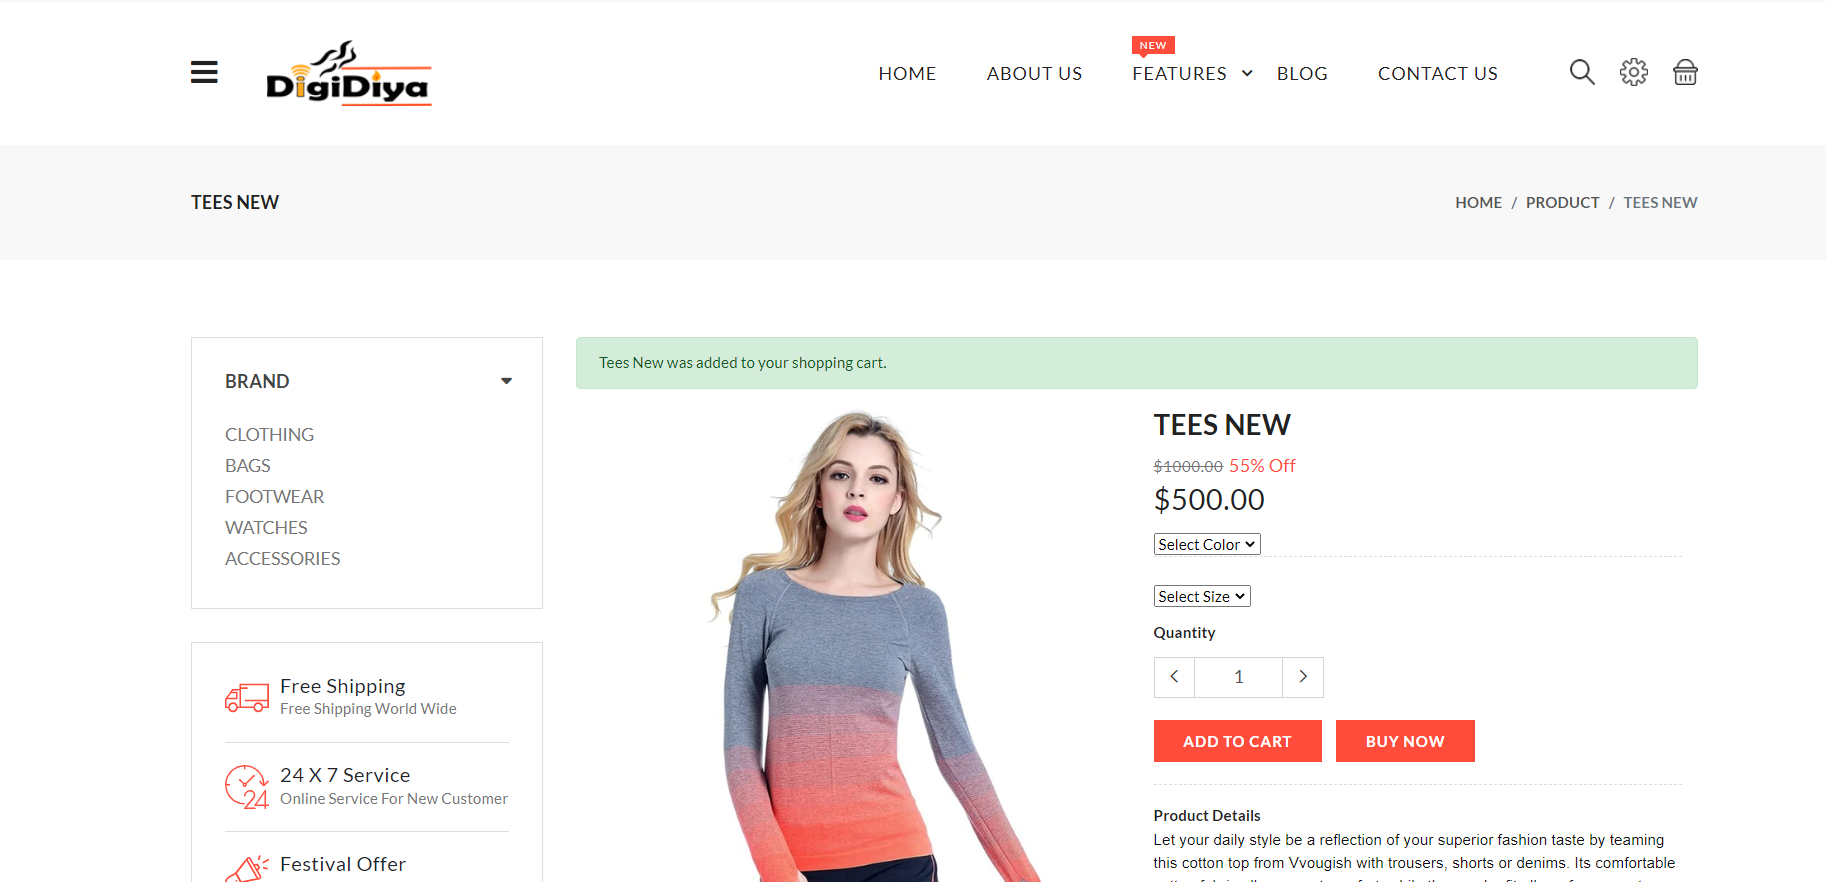 DigiDiya
HOME
ABOUT US
NEW
FEATURES
BLOG
CONTACT US
TEES NEW
HOME / PRODUCT / TEES NEW
BRAND
CLOTHING
BAGS
FOOTWEAR
WATCHES
ACCESSORIES
Free Shipping
Free Shipping World Wide
24
24 X 7 Service
Online Service For New Customer
Festival Offer
Tees New was added to your shopping cart.
TEES NEW
$1000.00 55% Off
$500.00
Select Color
Select Size
Quantity
1
ADD TO CART
BUY NOW
Product Details
Let your daily style be a reflection of your superior fashion taste by teaming
this cotton top from Vvougish with trousers, shorts or denims. Its comfortable